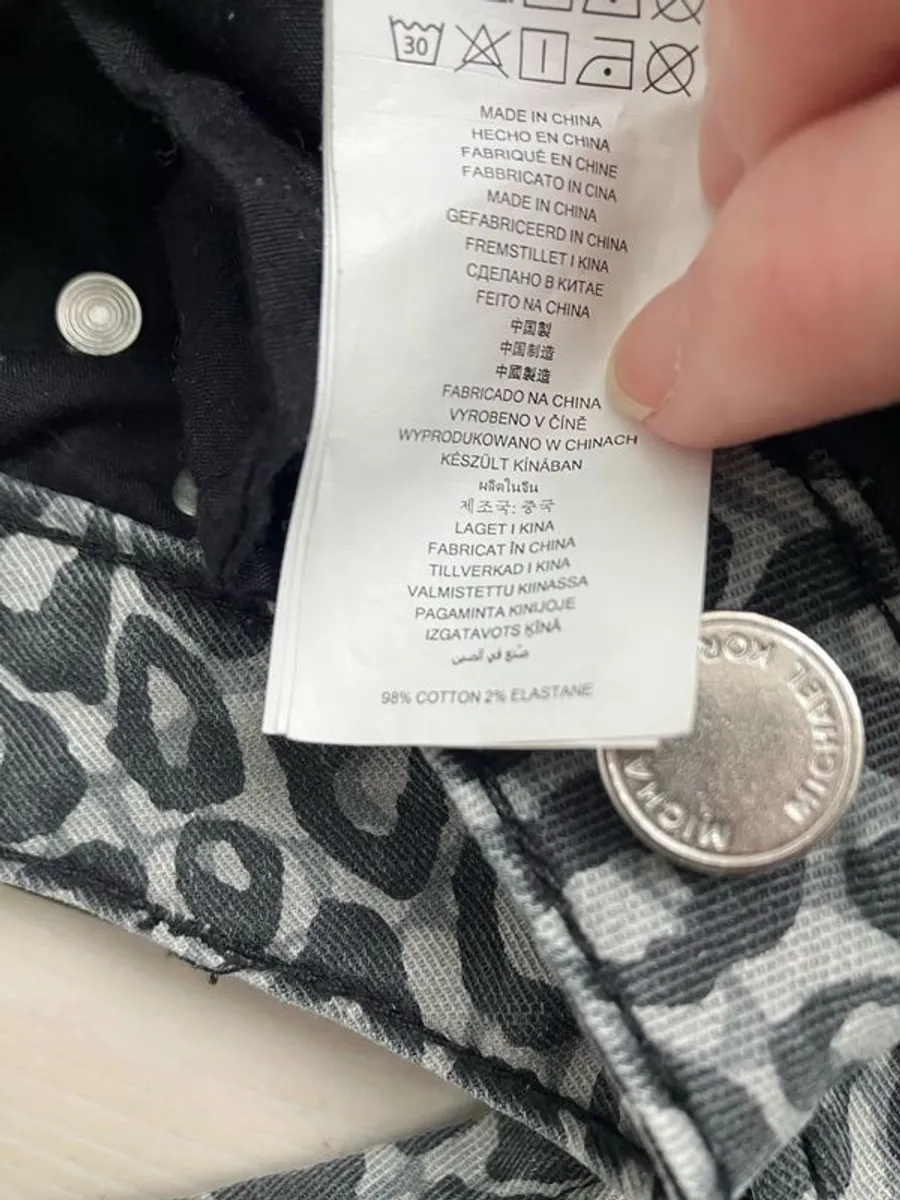 30
MADE IN CHINA
HECHO EN CHINA
FABRIQUÉ EN CHINE
FABBRICATO IN CINA
MADE IN CHINA
GEFABRICEERD IN CHINA
FREMSTILLET I KINA
СДЕЛАНО В КИТАЕ
FEITO NA CHINA
中国製
中国制造
中國製造
FABRICADO NA CHINA
VYROBENO V ČÍNĚ
WYPRODUKOWANO W CHINACH
KÉSZÜLT KÍNÁBAN
ผลิตในจีน
제조국: 중국
LAGET I KINA
FABRICAT ÎN CHINA
TILLVERKAD I KINA
VALMISTETTU KIINASSA
PAGAMINTA KINIJOJE
IZGATAVOTS ĶĪNĀ
صُنع في الصين
98% COTTON 2% ELASTANE
MICHAEL KOR
MICHA